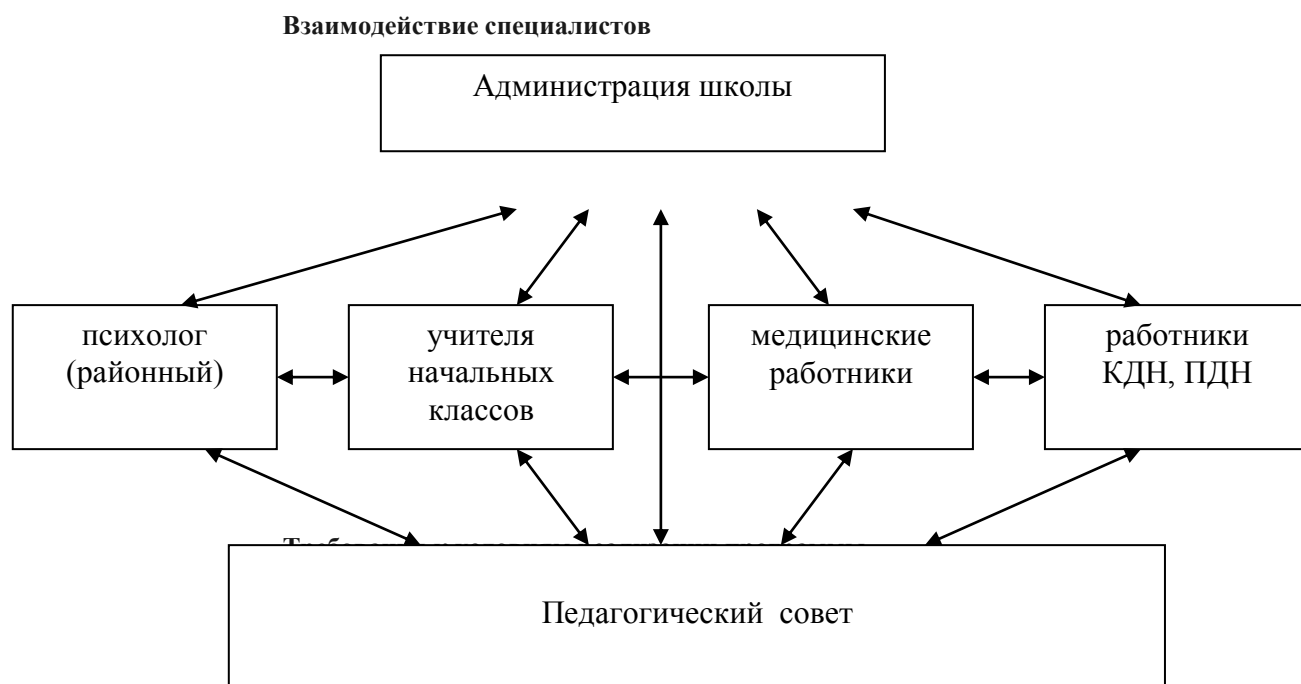 Взаимодействие специалистов
Администрация школы
психолог
(районный)
учителя
начальных
классов
медицинские
работники
работники
КДН, ПДН
Педагогический совет